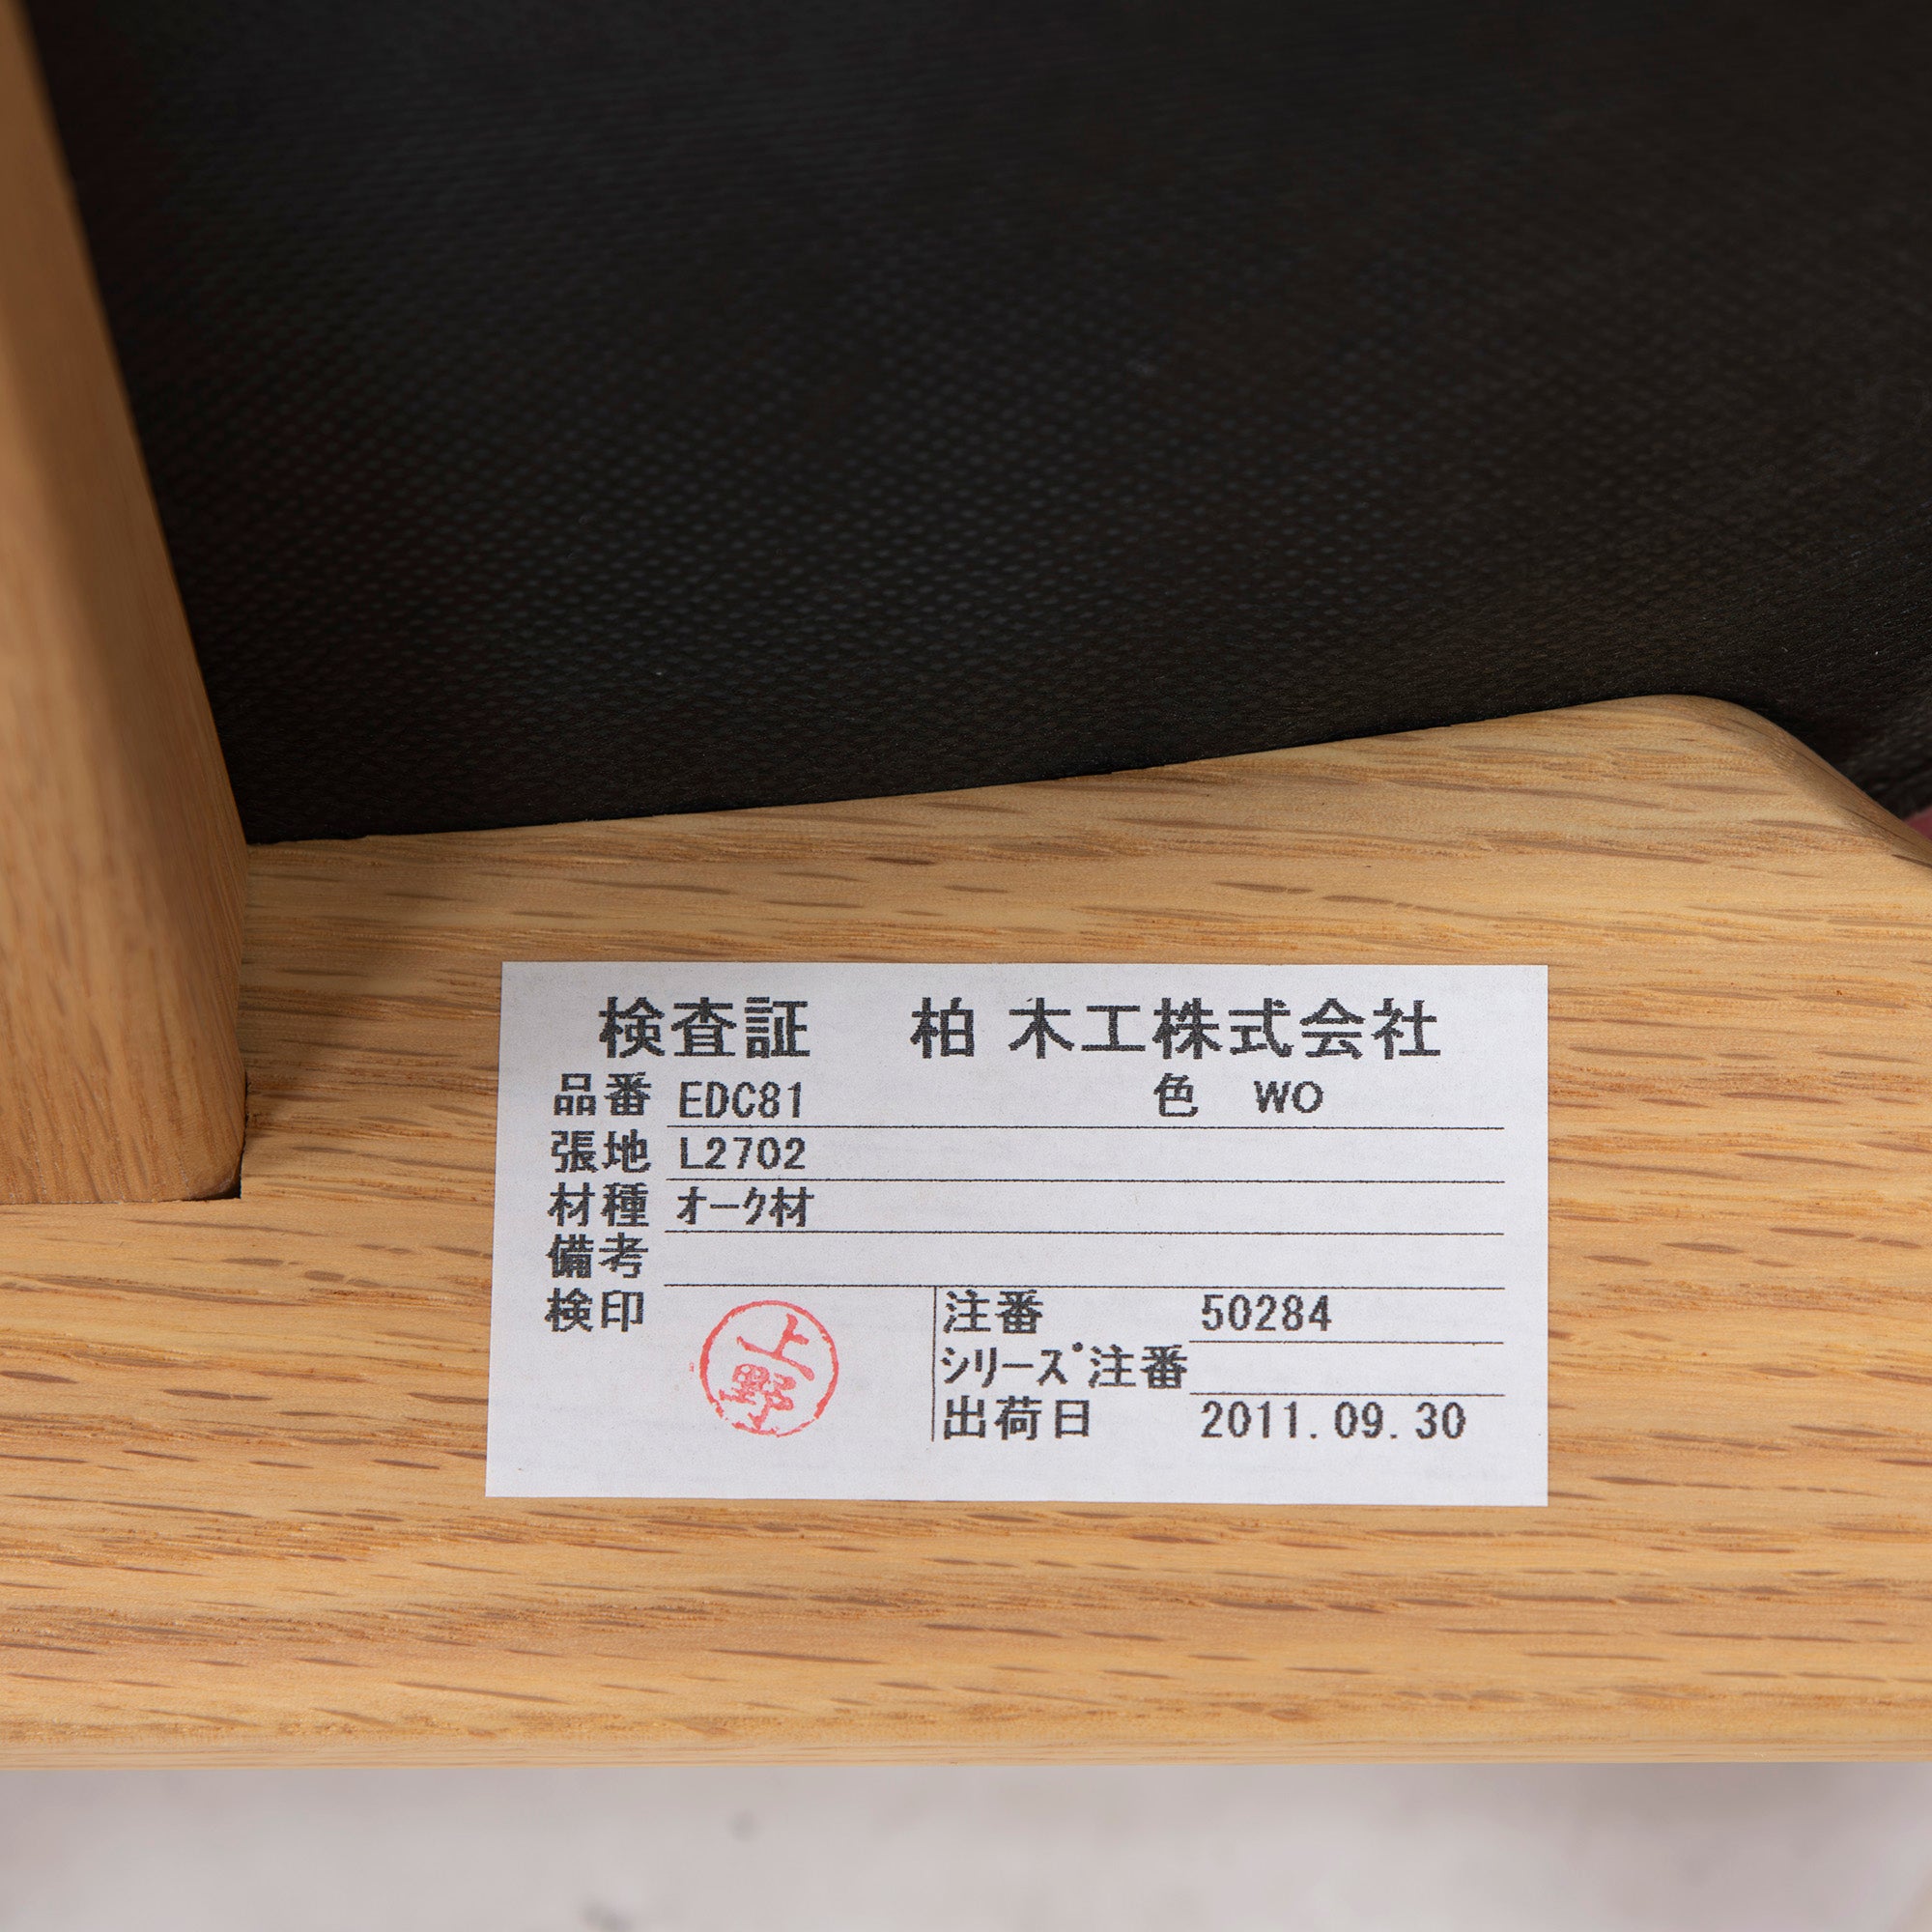 検査証 柏 木工株式会社
品番 EDC81 色 WO
張地 L2702
材種 オーク材
備考
検印 上野
注番 50284
シリーズ注番
出荷日 2011.09.30